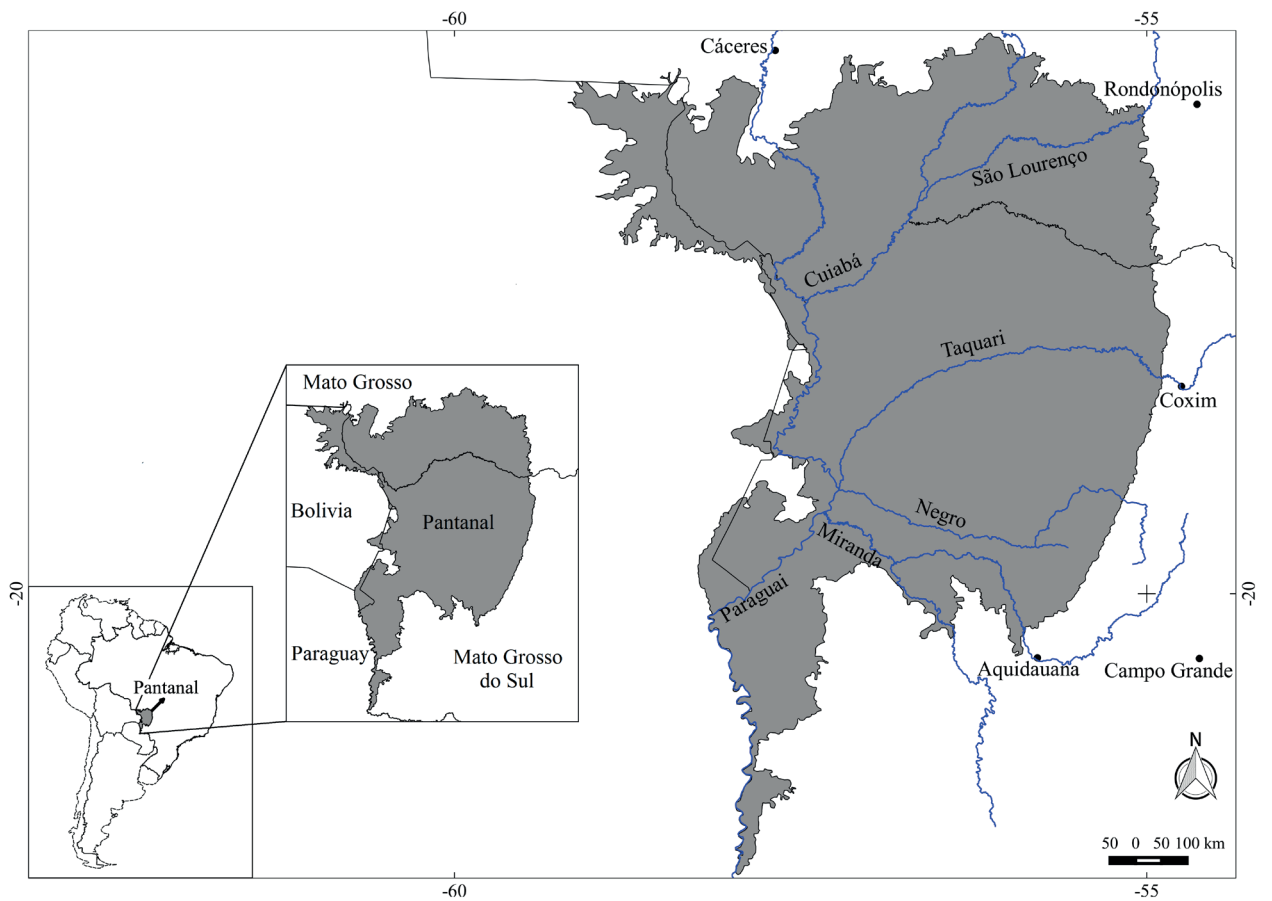 -60
-55
Cáceres
Rondonópolis
São Lourenço
Cuiabá
Taquari
Coxim
Mato Grosso
Bolivia
Pantanal
Negro
Miranda
Paraguai
-20
-20
Paraguay
Mato Grosso
do Sul
Aquidauana
Campo Grande
Pantanal
N
50 0 50 100 km
-60
-55